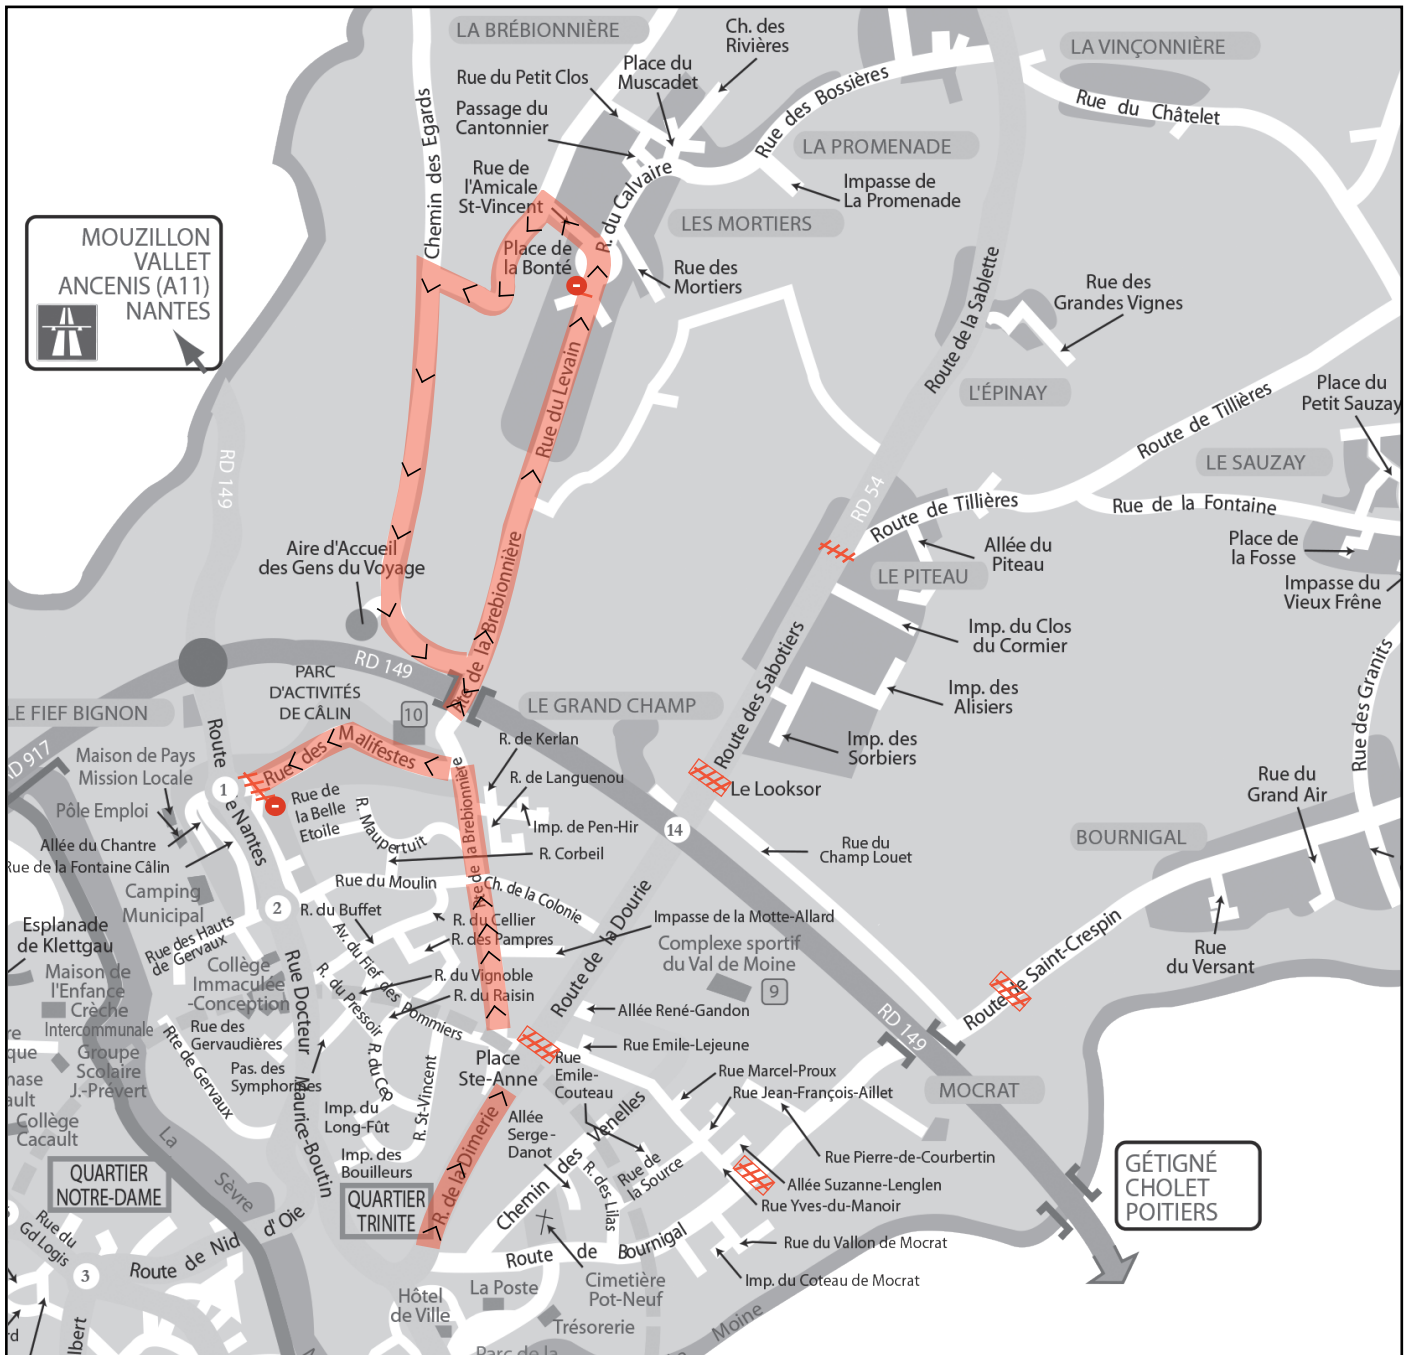 LA BRÉBIONNIÈRE
Ch. des
Rivières
LA VINÇONNIÈRE
Rue du Petit Clos
Place du
Muscadet
Passage du
Cantonnier
Rue des Bossières
Rue du Châtelet
Chemin des Egards
LA PROMENADE
Rue de
l'Amicale
St-Vincent
R. du Calvaire
Impasse de
La Promenade
LES MORTIERS
MOUZILLON
VALLET
ANCENIS (A11)
NANTES
Place de
la Bonté
Rue des
Mortiers
Route de la Sablette
Rue des
Grandes Vignes
Rue du Levain
L'ÉPINAY
Place du
Petit Sauzay
Route de Tillières
LE SAUZAY
RD 149
RD 54
Route de Tillières
Rue de la Fontaine
Aire d'Accueil
des Gens du Voyage
Allée du
Piteau
Place de
la Fosse
LE PITEAU
Impasse du
Vieux Frêne
de la Brebionnière
Imp. du Clos
du Cormier
RD 149
PARC
D'ACTIVITÉS
DE CÂLIN
Route des Sabotiers
Imp. des
Alisiers
Rue des Granits
LE FIEF BIGNON
10
LE GRAND CHAMP
Route
Rue des Malifestes
R. de Kerlan
Imp. des
Sorbiers
RD 917
Maison de Pays
Mission Locale
R. de Languenou
Rue du
Grand Air
1
Rue de
la Belle
Etoile
Le Looksor
Pôle Emploi
e Nantes
R. Maupertuit
de la Brebionnière
Imp. de Pen-Hir
14
BOURNIGAL
Allée du Chantre
R. Corbeil
Rue du
Champ Louet
Rue de la Fontaine Câlin
Camping
Municipal
Rue du Moulin
Ch. de la Colonie
2
R. du Buffet
R. du Cellier
Impasse de la Motte-Allard
Esplanade
de Klettgau
Rue des Hauts
de Gervaux
R. des Pampres
Route de la Dourie
Complexe sportif
du Val de Moine
Route de Saint-Crespin
Rue
du Versant
Maison de
l'Enfance
Crèche
Intercommunale
Collège
Immaculée
-Conception
Av. du Fief des Pommiers
R. du Vignoble
R. du Raisin
9
R. du Pressoir
Allée René-Gandon
RD 149
Rue des
Gervaudières
Rue Docteur Maurice-Boutin
re
que
Groupe
Scolaire
J.-Prévert
Rte de Gervaux
Place
Ste-Anne
Rue Emile-Lejeune
Rue
Emile-
Couteau
nase
ault
Pas. des
Symphorines
R. du Cep
R. St-Vincent
Rue Marcel-Proux
MOCRAT
Rue Jean-François-Aillet
Collège
Cacault
Imp. du
Long-Fût
Allée
Serge-
Danot
Chemin des Venelles
La
Sèvre
Imp. des
Bouilleurs
R. de la Dimerie
Rue de
la Source
Rue Pierre-de-Courbertin
GÉTIGNÉ
CHOLET
POITIERS
QUARTIER
NOTRE-DAME
QUARTIER
TRINITE
R. des Lilas
Allée Suzanne-Lenglen
Rue Yves-du-Manoir
Rue du
Gd Logis
d'Oie
Route de Nid
Route de Bournigal
Rue du Vallon de Mocrat
3
La Poste
Cimetière
Pot-Neuf
Imp. du Coteau de Mocrat
Hôtel
de Ville
Trésorerie
Moine
rd
lbert
Parc de la